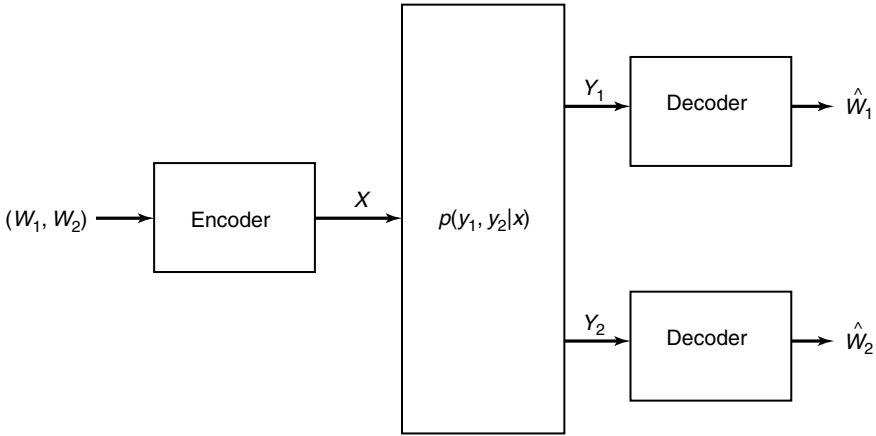 (W₁, W₂)
Encoder
X
p(y₁, y₂|x)
Y₁
Decoder
Ŵ₁
Y₂
Decoder
Ŵ₂